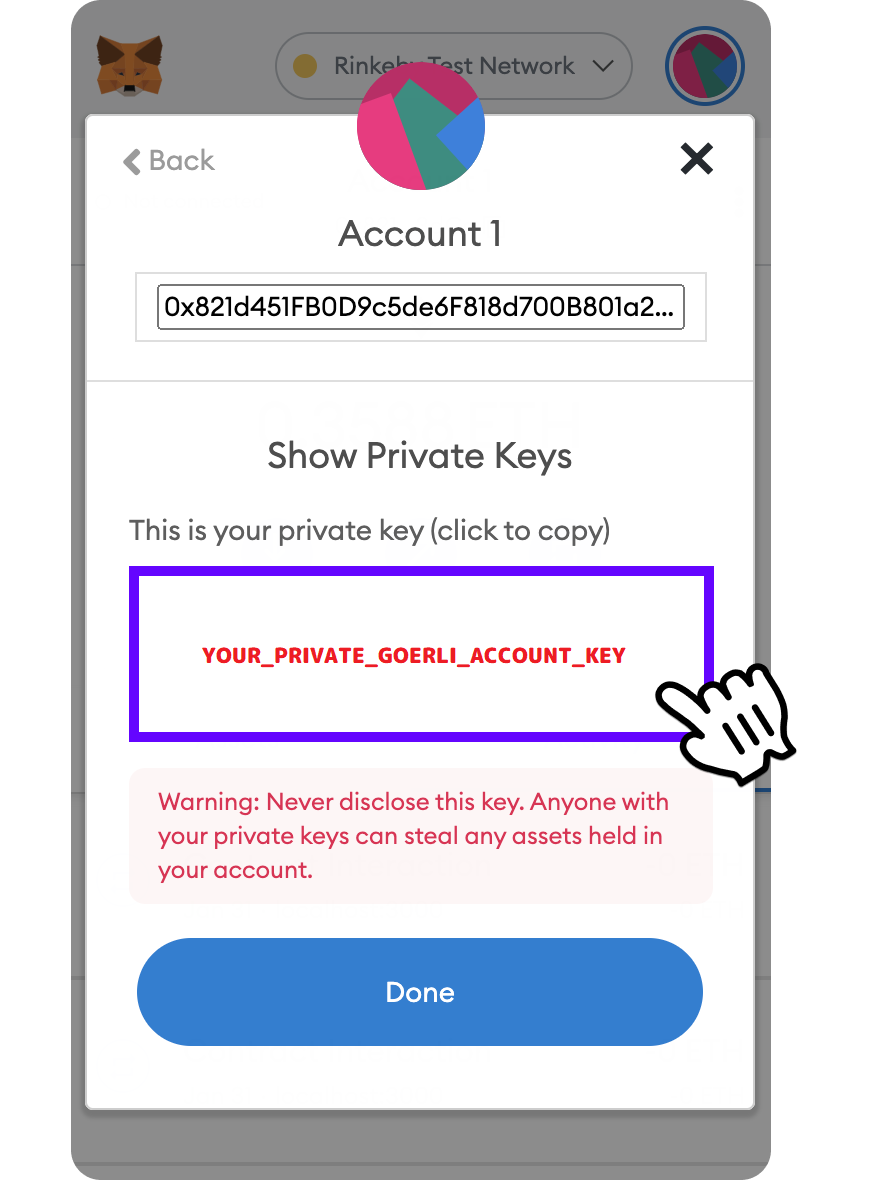 Rinkeby Test Network
Back
Account 1
0x821d451FB0D9c5de6F818d700B801a2...
Show Private Keys
This is your private key (click to copy)
YOUR_PRIVATE_GOERLI_ACCOUNT_KEY
Warning: Never disclose this key. Anyone with
your private keys can steal any assets held in
your account.
Done